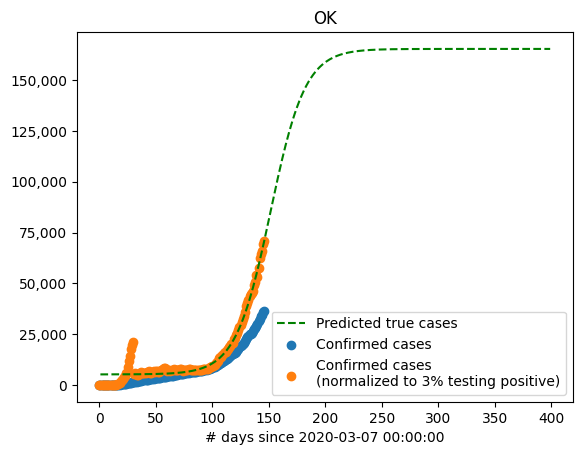 OK
150,000
125,000
100,000
75,000
50,000
25,000
0
0 50 100 150 200 250 300 350 400
# days since 2020-03-07 00:00:00
Predicted true cases
Confirmed cases
Confirmed cases
(normalized to 3% testing positive)